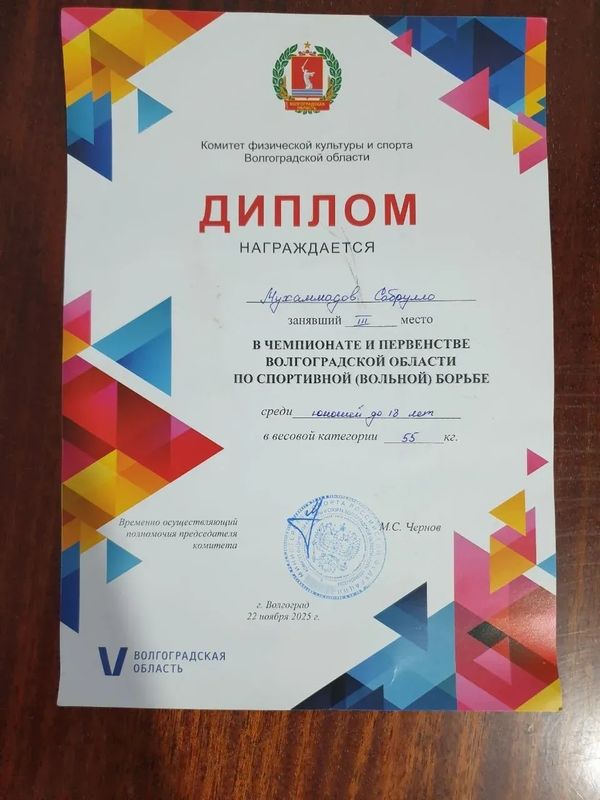 ВОЛГОГРАДСКАЯ
ОБЛАСТЬ
Комитет физической культуры и спорта
Волгоградской области
ДИПЛОМ
НАГРАЖДАЕТСЯ
Мухаммадов Сабрулло
занявший III место
В ЧЕМПИОНАТЕ И ПЕРВЕНСТВЕ
ВОЛГОГРАДСКОЙ ОБЛАСТИ
ПО СПОРТИВНОЙ (ВОЛЬНОЙ) БОРЬБЕ
среди юношей до 18 лет
в весовой категории 55 кг.
Временно осуществляющий
полномочия председателя
комитета
М.С. Чернов
г. Волгоград
22 ноября 2025 г.
V ВОЛГОГРАДСКАЯ
ОБЛАСТЬ